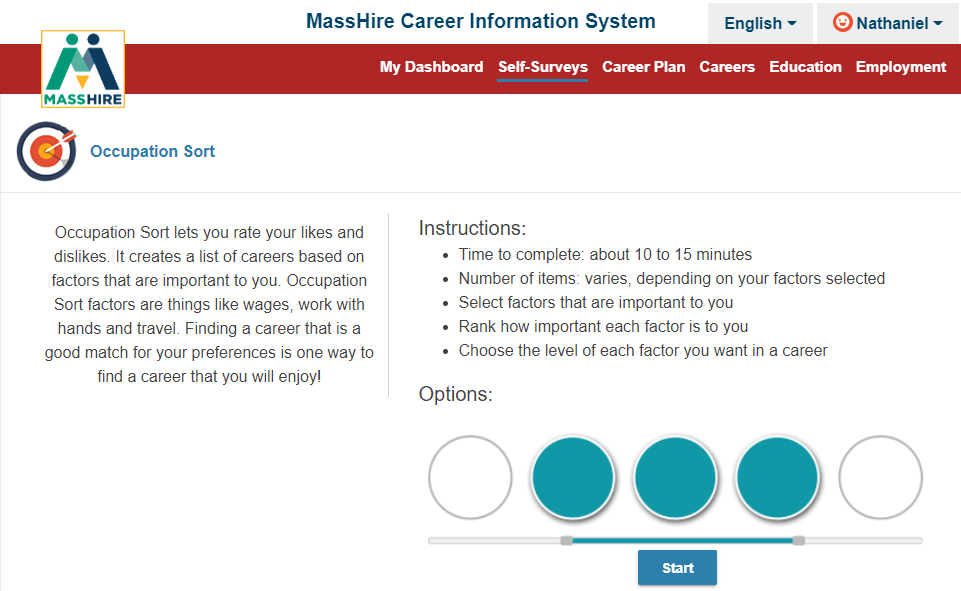 MassHire Career Information System
English
Nathaniel
MASSHIRE
My Dashboard Self-Surveys Career Plan Careers Education Employment
Occupation Sort
Occupation Sort lets you rate your likes and
dislikes. It creates a list of careers based on
factors that are important to you. Occupation
Sort factors are things like wages, work with
hands and travel. Finding a career that is a
good match for your preferences is one way to
find a career that you will enjoy!
Instructions:
• Time to complete: about 10 to 15 minutes
• Number of items: varies, depending on your factors selected
• Select factors that are important to you
• Rank how important each factor is to you
• Choose the level of each factor you want in a career
Options:
Start